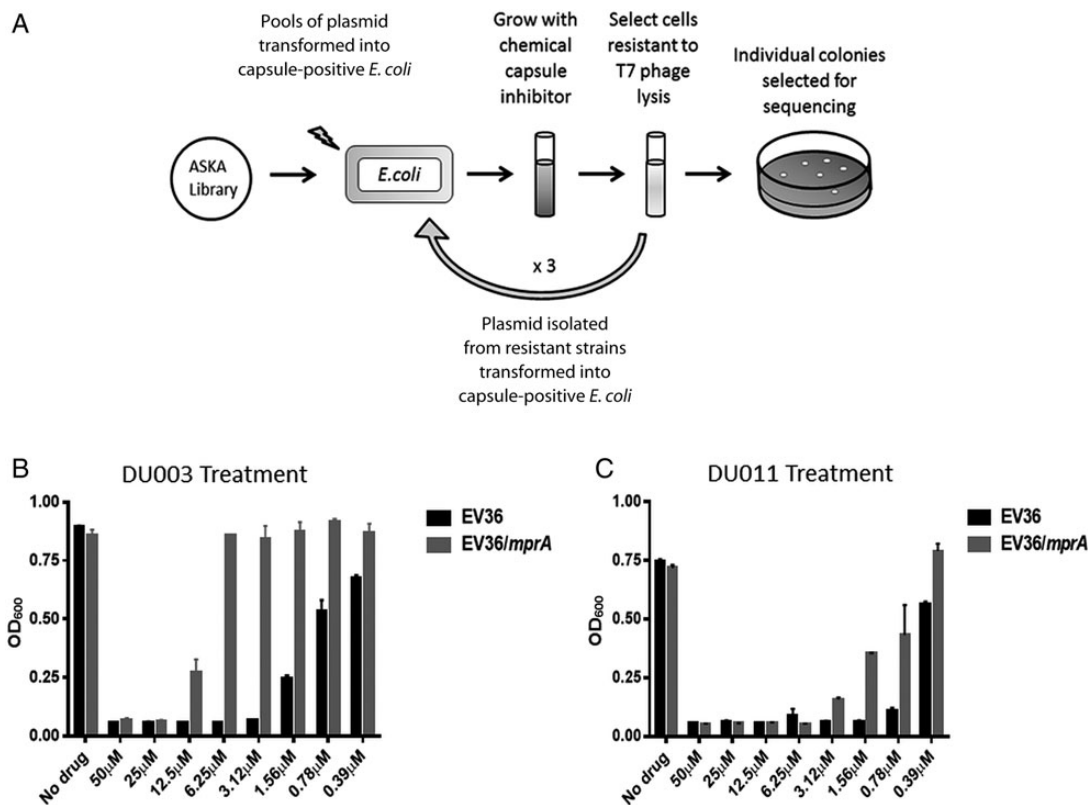 A
Pools of plasmid
transformed into
capsule-positive E. coli
Grow with
chemical
capsule
inhibitor
Select cells
resistant to
T7 phage
lysis
Individual colonies
selected for
sequencing
ASKA
Library
E.coli
x 3
Plasmid isolated
from resistant strains
transformed into
capsule-positive E. coli
B
DU003 Treatment
EV36
EV36/mprA
OD600
1.00
0.75
0.50
0.25
0.00
No drug
50µM
25µM
12.5µM
6.25µM
3.12µM
1.56µM
0.78µM
0.39µM
C
DU011 Treatment
EV36
EV36/mprA
OD600
1.00
0.75
0.50
0.25
0.00
No drug
50µM
25µM
12.5µM
6.25µM
3.12µM
1.56µM
0.78µM
0.39µM